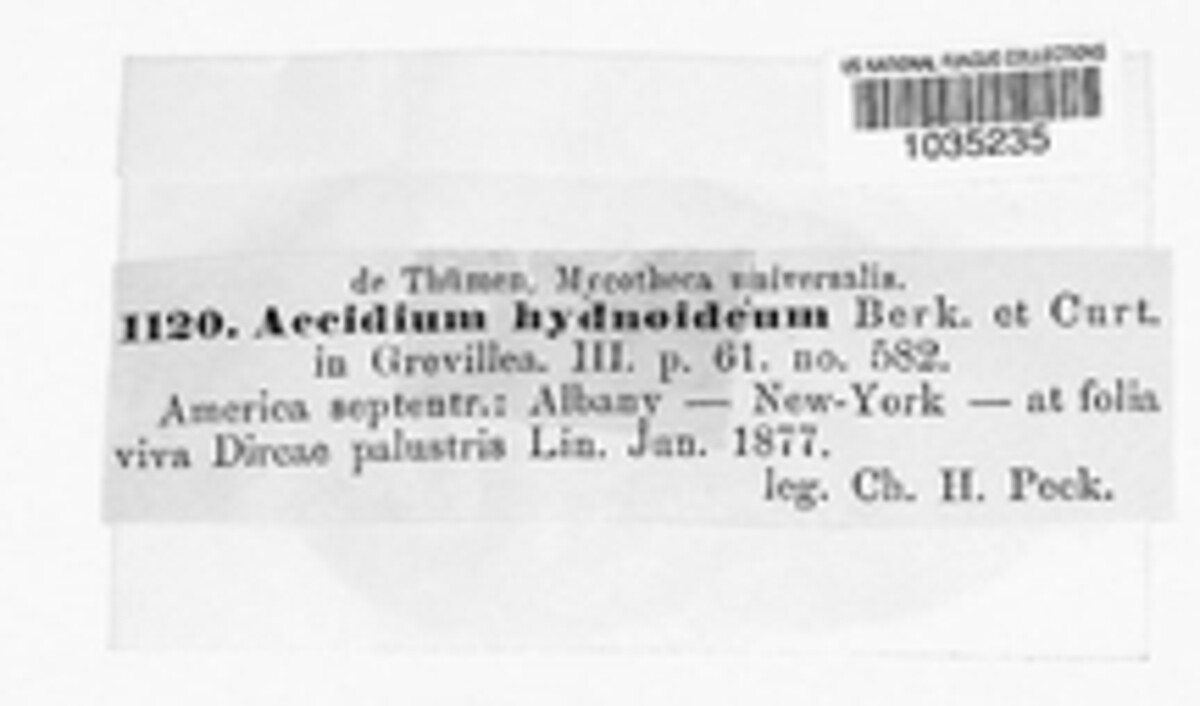 US NATIONAL FUNGUS COLLECTIONS
1035235
de Thümen, Mycotheca universalis.
1120. Aecidium hydnoideum Berk. et Curt.
in Grevillea. III. p. 61. no. 582.
America septentr.: Albany — New-York — at folia
viva Dircae palustris Lin. Jan. 1877.
leg. Ch. H. Peck.